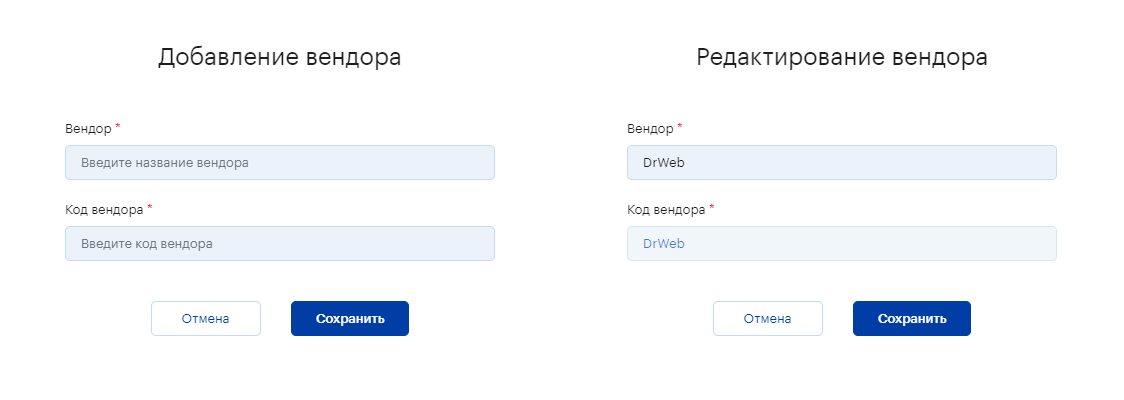 Добавление вендора
Вендор *
Введите название вендора
Код вендора *
Введите код вендора
Отмена
Сохранить
Редактирование вендора
Вендор *
DrWeb
Код вендора *
DrWeb
Отмена
Сохранить